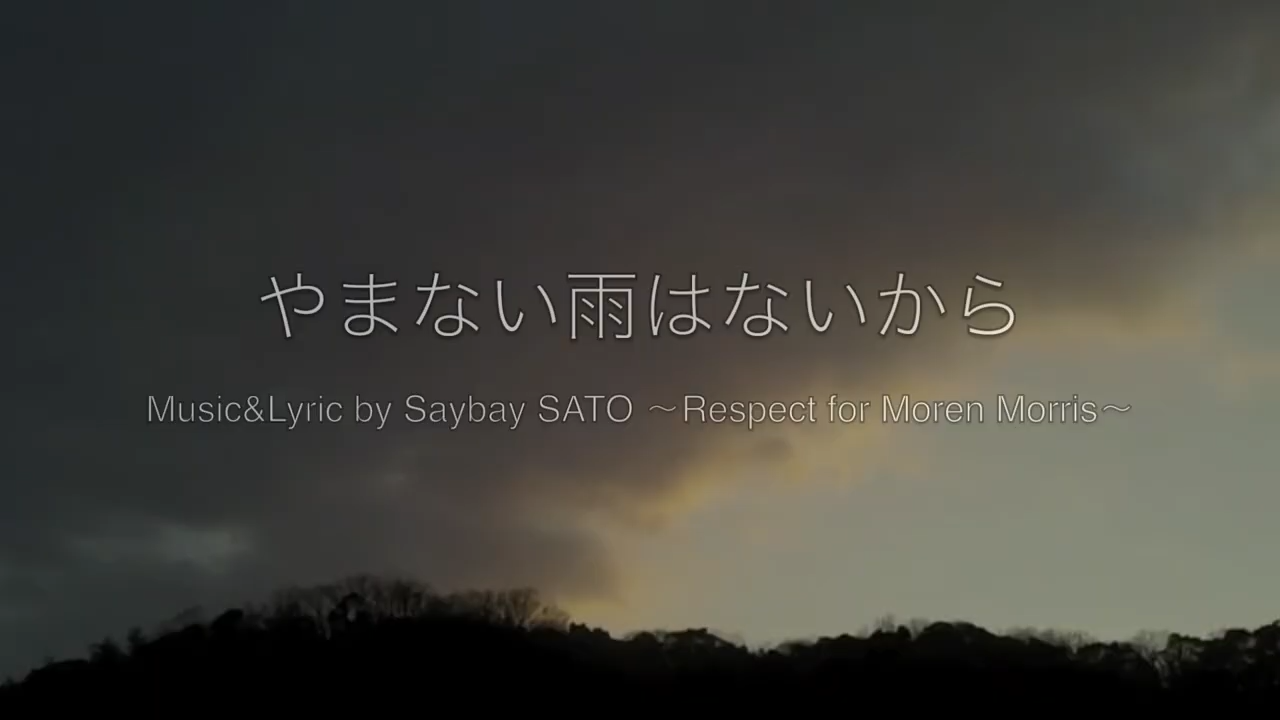 やまない雨はないから
Music&Lyric by Saybay SATO ～Respect for Moren Morris～